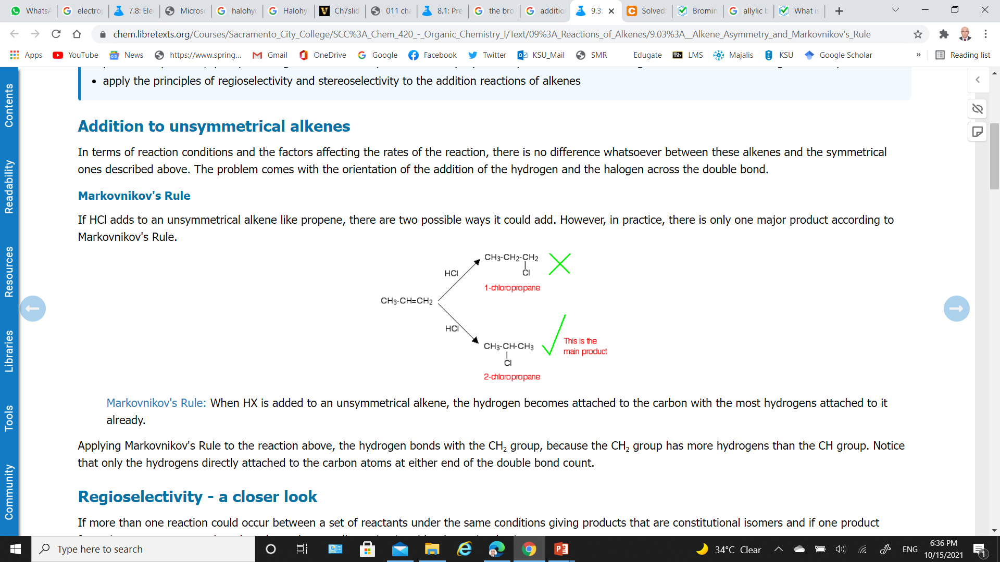 WhatsA
electro
7.8: Ele
Micros
halohy
Halohy
Ch7slid
011 cha
8.1: Pre
the bro
additio
9.3:
Solved:
Bromin
allylic b
What is
chem.libretexts.org/Courses/Sacramento_City_College/SCC%3A_Chem_420_-_Organic_Chemistry_I/Text/09%3A_Reactions_of_Alkenes/9.03%3A__Alkene_Asymmetry_and_Markovnikov's_Rule
Apps YouTube News https://www.spring... Gmail OneDrive Google Facebook Twitter KSU_Mail SMR Edugate Bb LMS Majalis KSU Google Scholar » Reading list
Contents
Readability
Resources
Libraries
Tools
Community
• apply the principles of regioselectivity and stereoselectivity to the addition reactions of alkenes
Addition to unsymmetrical alkenes
In terms of reaction conditions and the factors affecting the rates of the reaction, there is no difference whatsoever between these alkenes and the symmetrical
ones described above. The problem comes with the orientation of the addition of the hydrogen and the halogen across the double bond.
Markovnikov's Rule
If HCl adds to an unsymmetrical alkene like propene, there are two possible ways it could add. However, in practice, there is only one major product according to
Markovnikov's Rule.
CH3-CH2-CH2
Cl
HCl
1-chloropropane
CH3-CH=CH2
HCl
CH3-CH-CH3
Cl
This is the
main product
2-chloropropane
Markovnikov's Rule: When HX is added to an unsymmetrical alkene, the hydrogen becomes attached to the carbon with the most hydrogens attached to it
already.
Applying Markovnikov's Rule to the reaction above, the hydrogen bonds with the CH₂ group, because the CH₂ group has more hydrogens than the CH group. Notice
that only the hydrogens directly attached to the carbon atoms at either end of the double bond count.
Regioselectivity - a closer look
If more than one reaction could occur between a set of reactants under the same conditions giving products that are constitutional isomers and if one product
Type here to search
34°C Clear
ENG
6:36 PM
10/15/2021
1